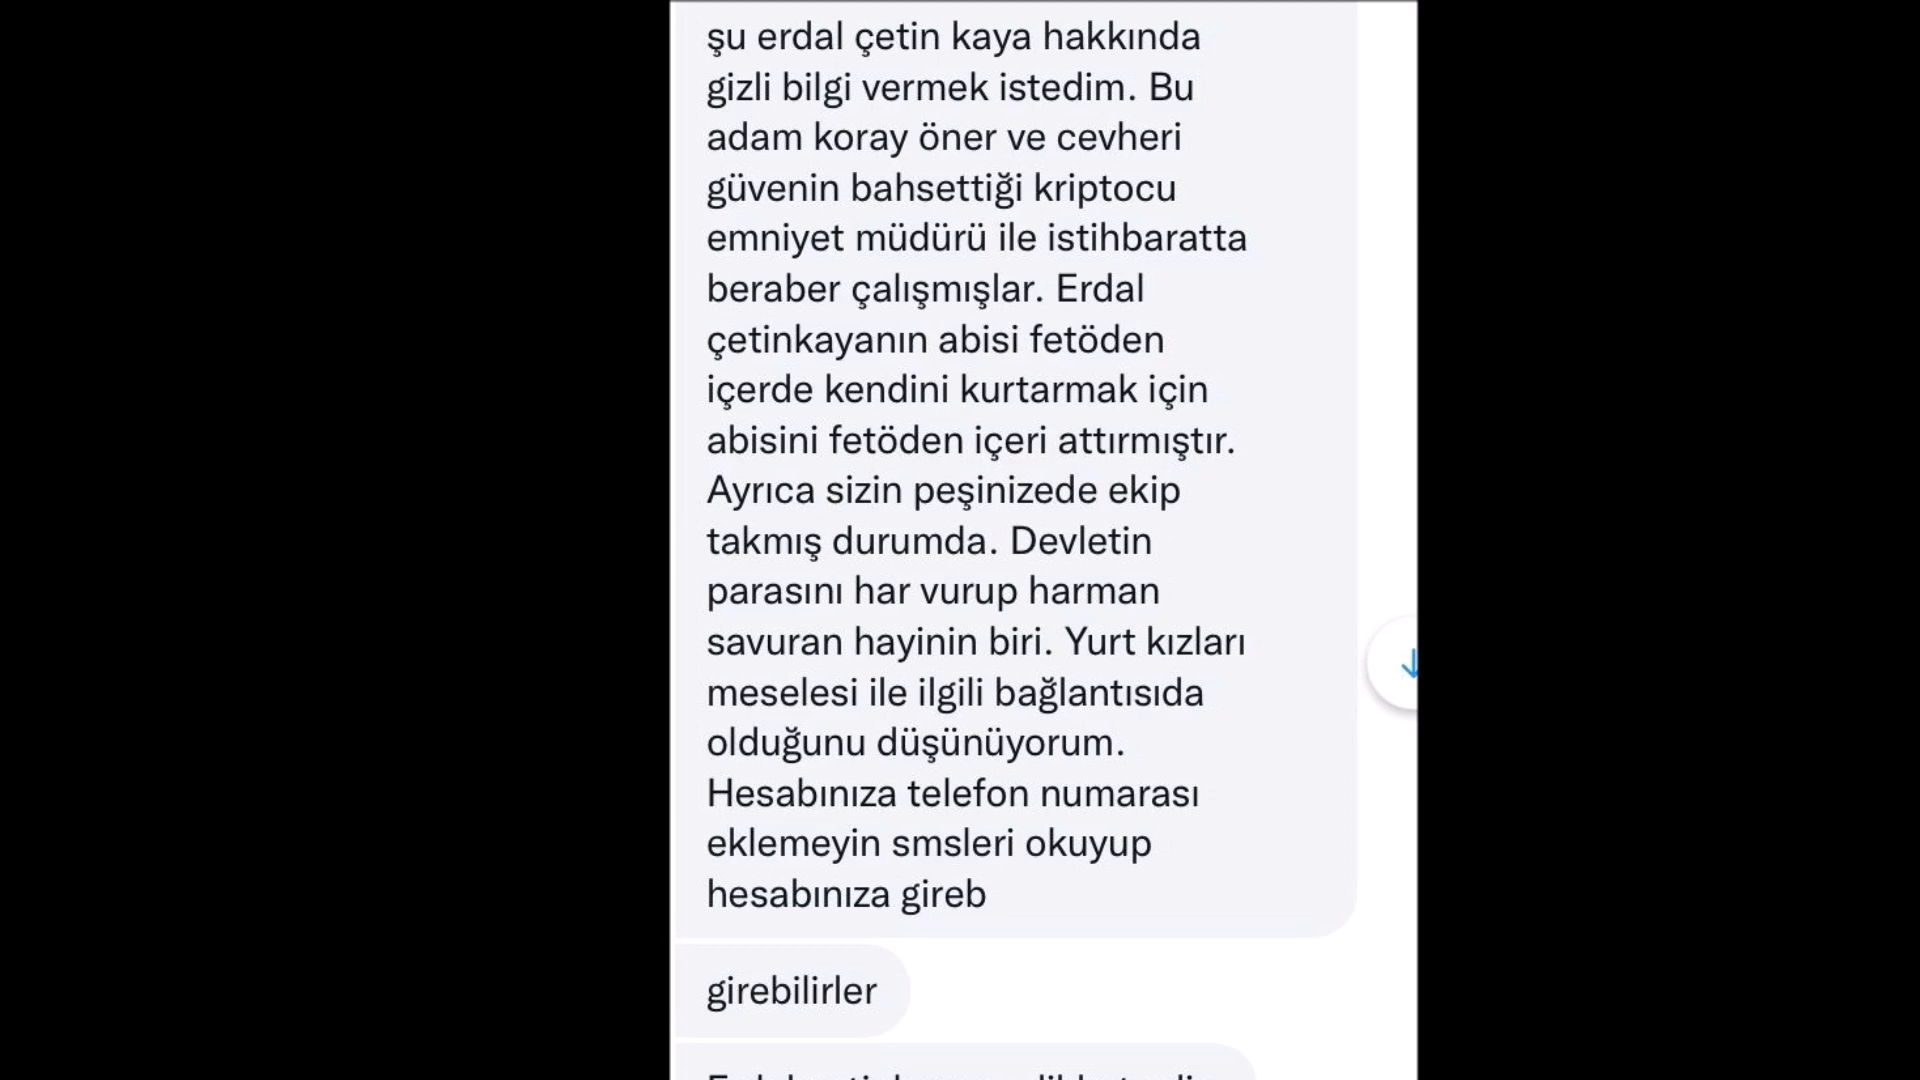 şu erdal çetin kaya hakkında
gizli bilgi vermek istedim. Bu
adam koray öner ve cevheri
güvenin bahsettiği kriptocu
emniyet müdürü ile istihbaratta
beraber çalışmışlar. Erdal
çetinkayanın abisi fetöden
içerde kendini kurtarmak için
abisini fetöden içeri attırmıştır.
Ayrıca sizin peşinizede ekip
takmış durumda. Devletin
parasını har vurup harman
savuran hayinin biri. Yurt kızları
meselesi ile ilgili bağlantısıda
olduğunu düşünüyorum.
Hesabınıza telefon numarası
eklemeyin smsleri okuyup
hesabınıza gireb
girebilirler